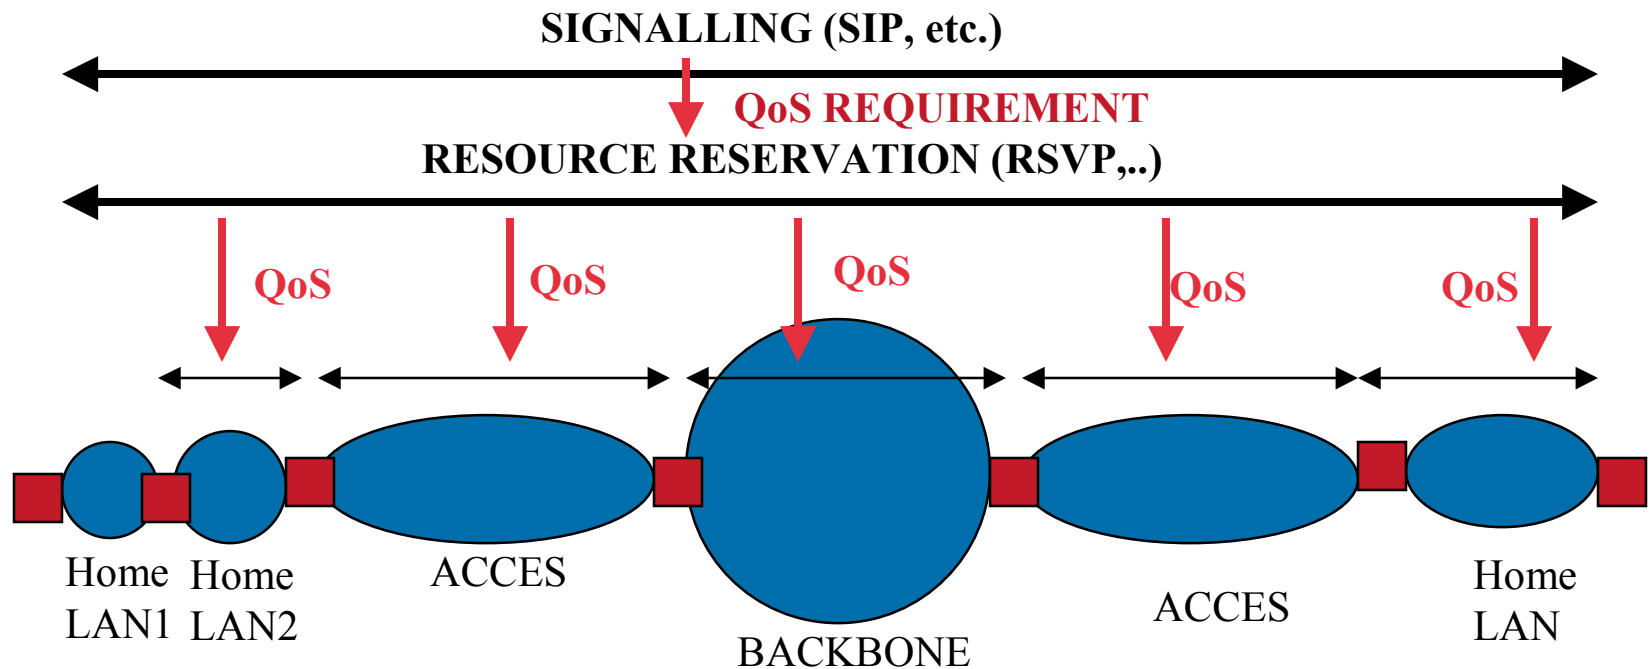 SIGNALLING (SIP, etc.)
QoS REQUIREMENT
RESOURCE RESERVATION (RSVP,..)
QoS
QoS
QoS
QoS
QoS
Home
LAN1
Home
LAN2
ACCES
BACKBONE
ACCES
Home
LAN